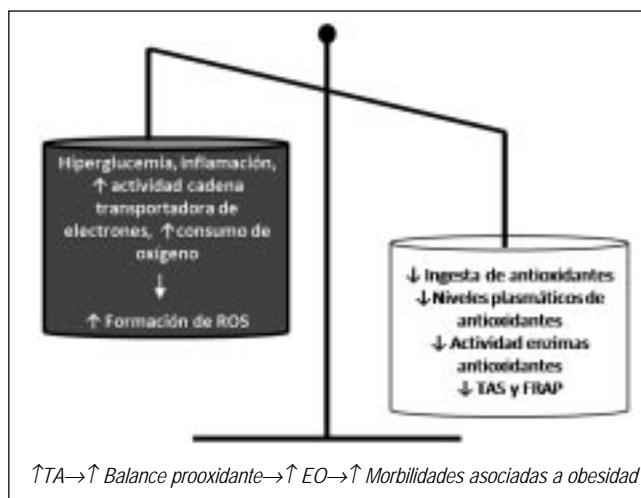 Hiperglucemia, inflamación,
↑ actividad cadena
transportadora de
electrones, ↑consumo de
oxígeno
↓
↑ Formación de ROS
↓ Ingesta de antioxidantes
↓Niveles plasmáticos de
antioxidantes
↓ Actividad enzimas
antioxidantes
↓ TAS y FRAP
↑TA→↑ Balance prooxidante→↑ EO→↑ Morbilidades asociadas a obesidad